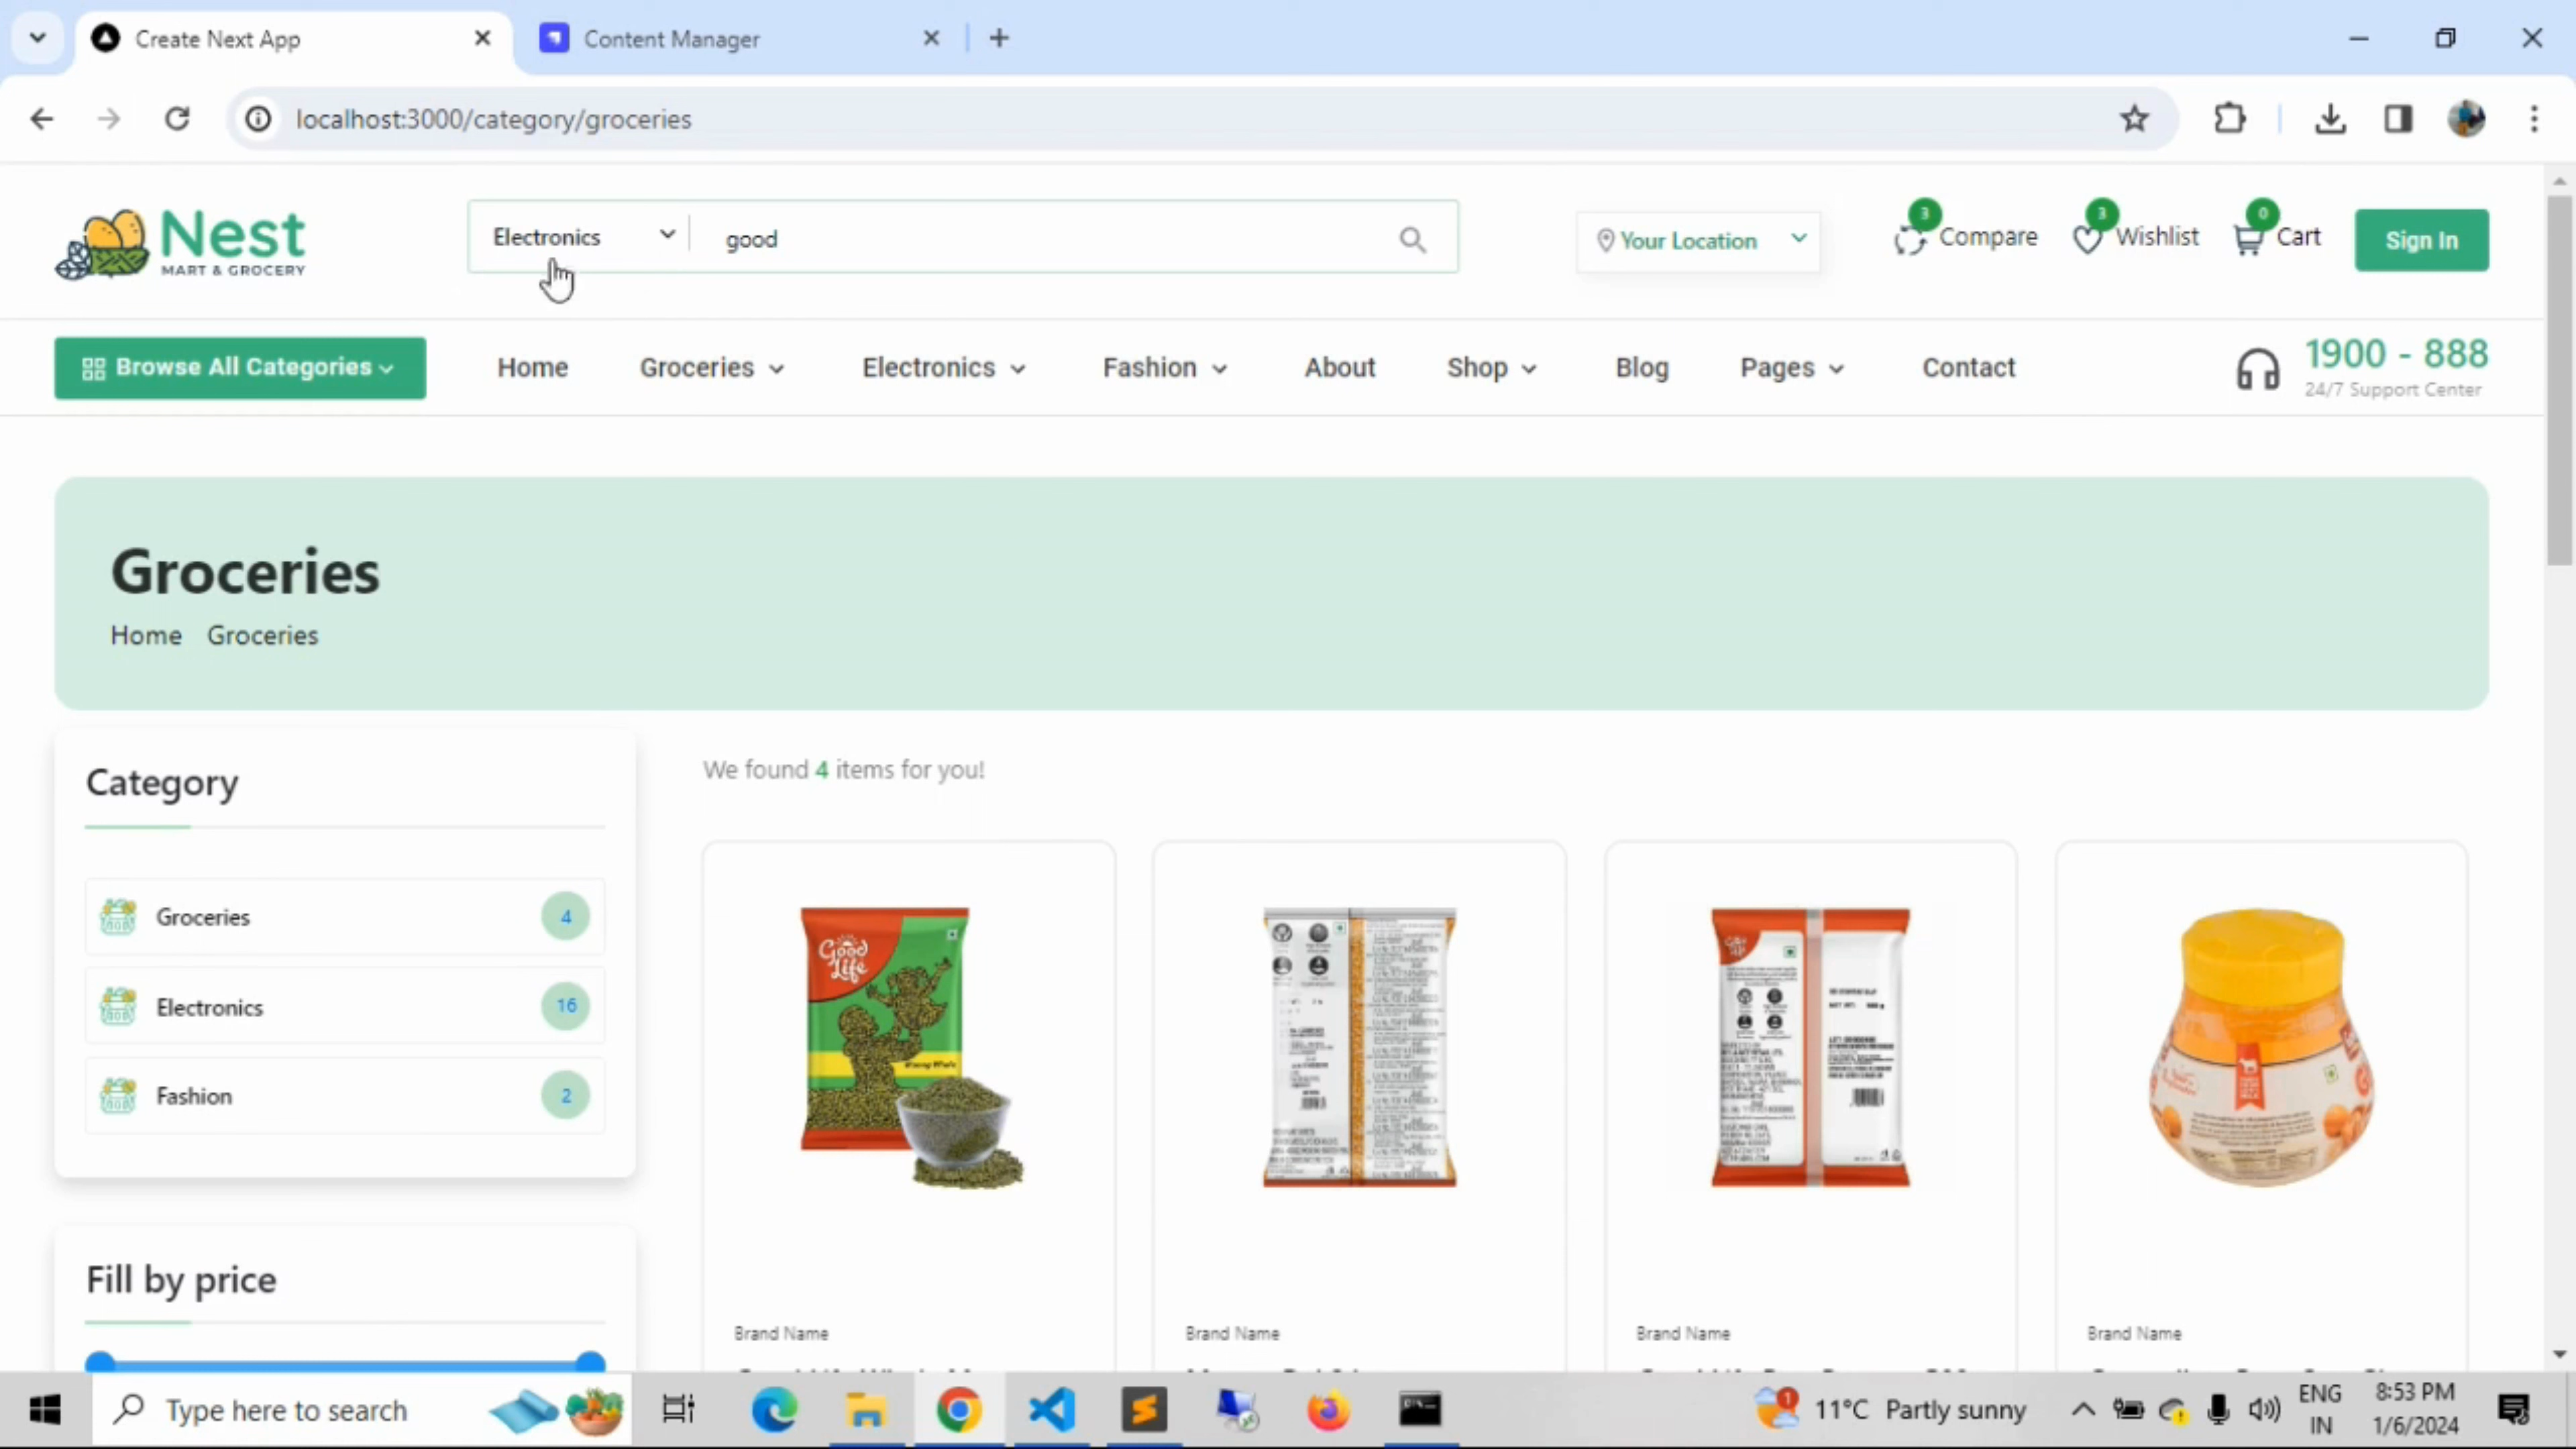 Create Next App
Content Manager
localhost:3000/category/groceries
Nest
MART & GROCERY
Electronics
good
Your Location
3
Compare
3
Wishlist
0
Cart
Sign In
Browse All Categories
Home
Groceries
Electronics
Fashion
About
Shop
Blog
Pages
Contact
1900 - 888
24/7 Support Center
Groceries
Home Groceries
Category
We found 4 items for you!
Groceries
4
Electronics
16
Fashion
2
Good
Life
Fill by price
Brand Name
Brand Name
Brand Name
Brand Name
Type here to search
1
11°C Partly sunny
ENG
IN
8:53 PM
1/6/2024